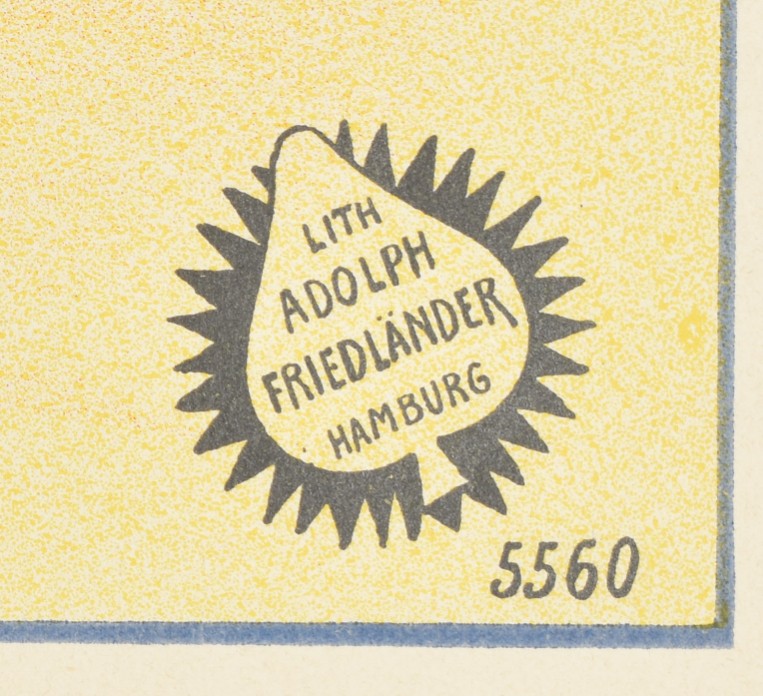 LITH
ADOLPH
FRIEDLÄNDER
HAMBURG
5560